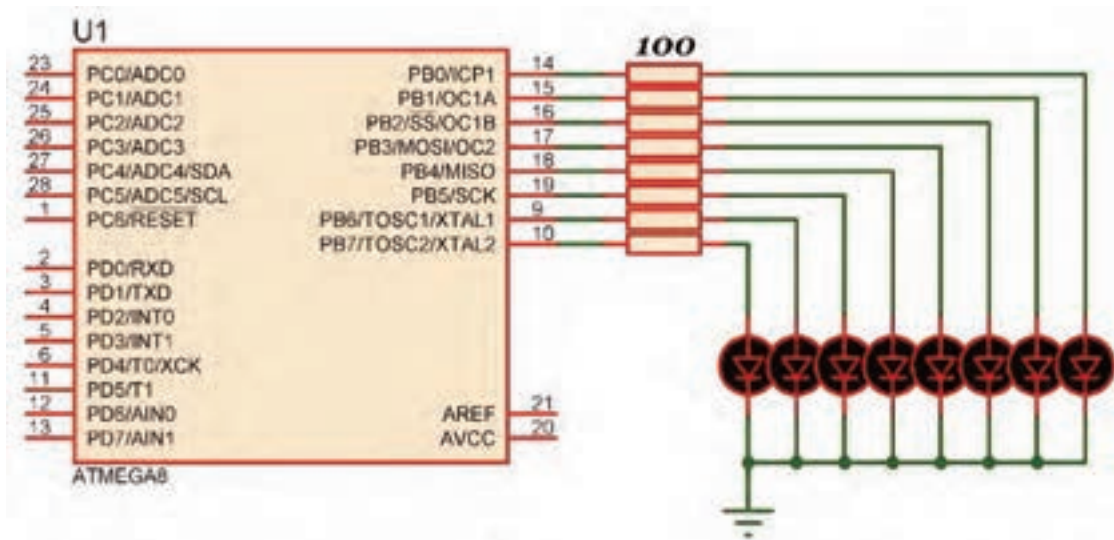 U1
100
23 PC0/ADC0 PB0/ICP1 14
24 PC1/ADC1 PB1/OC1A 15
25 PC2/ADC2 PB2/SS/OC1B 16
26 PC3/ADC3 PB3/MOSI/OC2 17
27 PC4/ADC4/SDA PB4/MISO 18
28 PC5/ADC5/SCL PB5/SCK 19
1 PC6/RESET PB6/TOSC1/XTAL1 9
PB7/TOSC2/XTAL2 10
2 PD0/RXD
3 PD1/TXD
4 PD2/INT0
5 PD3/INT1
6 PD4/T0/XCK
11 PD5/T1
12 PD6/AIN0 AREF 21
13 PD7/AIN1 AVCC 20
ATMEGA8